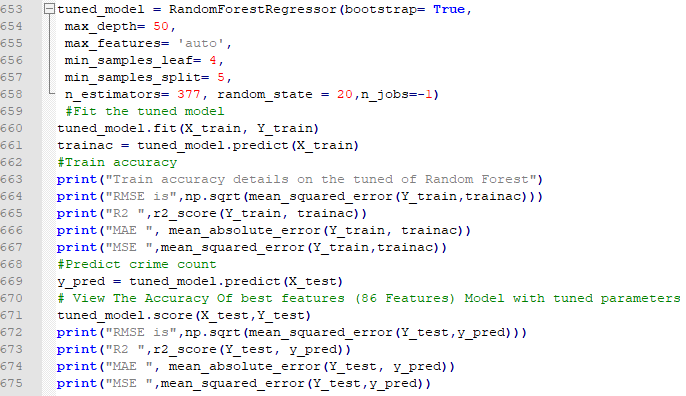 653 tuned_model = RandomForestRegressor(bootstrap= True,
654 max_depth= 50,
655 max_features= 'auto',
656 min_samples_leaf= 4,
657 min_samples_split= 5,
658 n_estimators= 377, random_state = 20,n_jobs=-1)
659 #Fit the tuned model
660 tuned_model.fit(X_train, Y_train)
661 trainac = tuned_model.predict(X_train)
662 #Train accuracy
663 print("Train accuracy details on the tuned of Random Forest")
664 print("RMSE is",np.sqrt(mean_squared_error(Y_train,trainac)))
665 print("R2 ",r2_score(Y_train, trainac))
666 print("MAE ", mean_absolute_error(Y_train, trainac))
667 print("MSE ",mean_squared_error(Y_train,trainac))
668 #Predict crime count
669 y_pred = tuned_model.predict(X_test)
670 # View The Accuracy Of best features (86 Features) Model with tuned parameters
671 tuned_model.score(X_test,Y_test)
672 print("RMSE is",np.sqrt(mean_squared_error(Y_test,y_pred)))
673 print("R2 ",r2_score(Y_test, y_pred))
674 print("MAE ", mean_absolute_error(Y_test, y_pred))
675 print("MSE ",mean_squared_error(Y_test,y_pred))